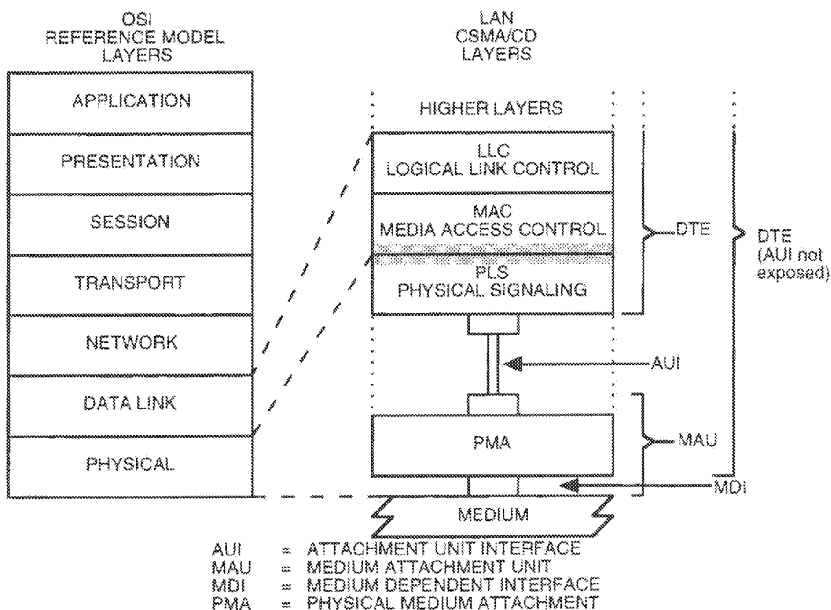 OSI
REFERENCE MODEL
LAYERS
APPLICATION
PRESENTATION
SESSION
TRANSPORT
NETWORK
DATA LINK
PHYSICAL
LAN
CSMA/CD
LAYERS
HIGHER LAYERS
LLC
LOGICAL LINK CONTROL
MAC
MEDIA ACCESS CONTROL
PLS
PHYSICAL SIGNALING
DTE
DTE
(AUI not
exposed)
AUI
PMA
MAU
MDI
MEDIUM
AUI = ATTACHMENT UNIT INTERFACE
MAU = MEDIUM ATTACHMENT UNIT
MDI = MEDIUM DEPENDENT INTERFACE
PMA = PHYSICAL MEDIUM ATTACHMENT